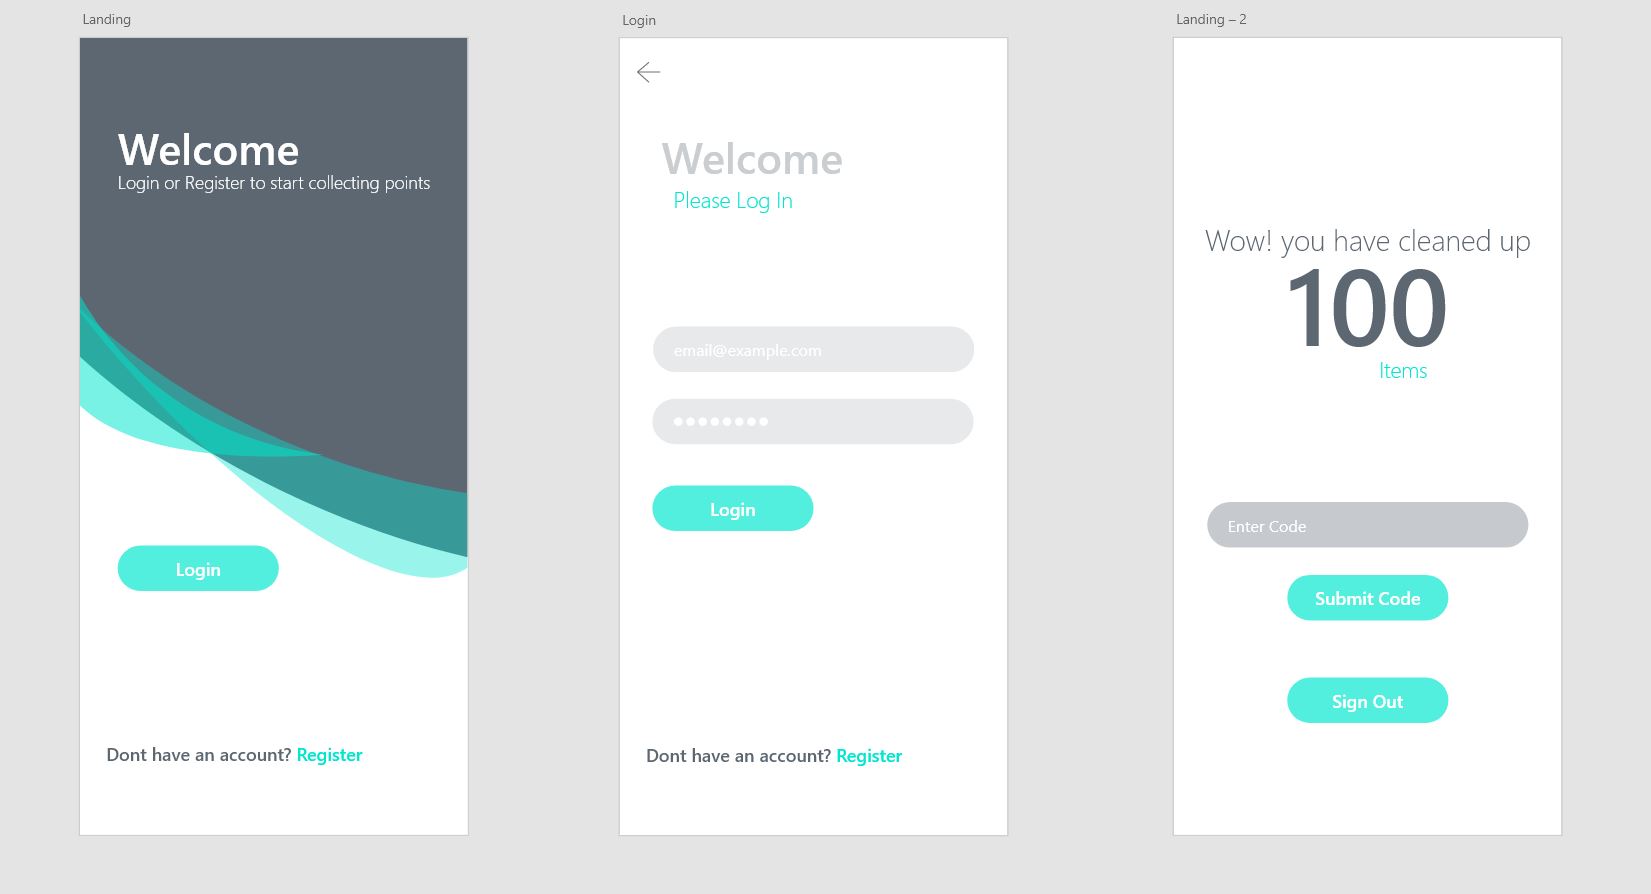 Landing
Welcome
Login or Register to start collecting points
Login
Dont have an account? Register
Login
Welcome
Please Log In
email@example.com
Login
Dont have an account? Register
Landing – 2
Wow! you have cleaned up
100
Items
Enter Code
Submit Code
Sign Out